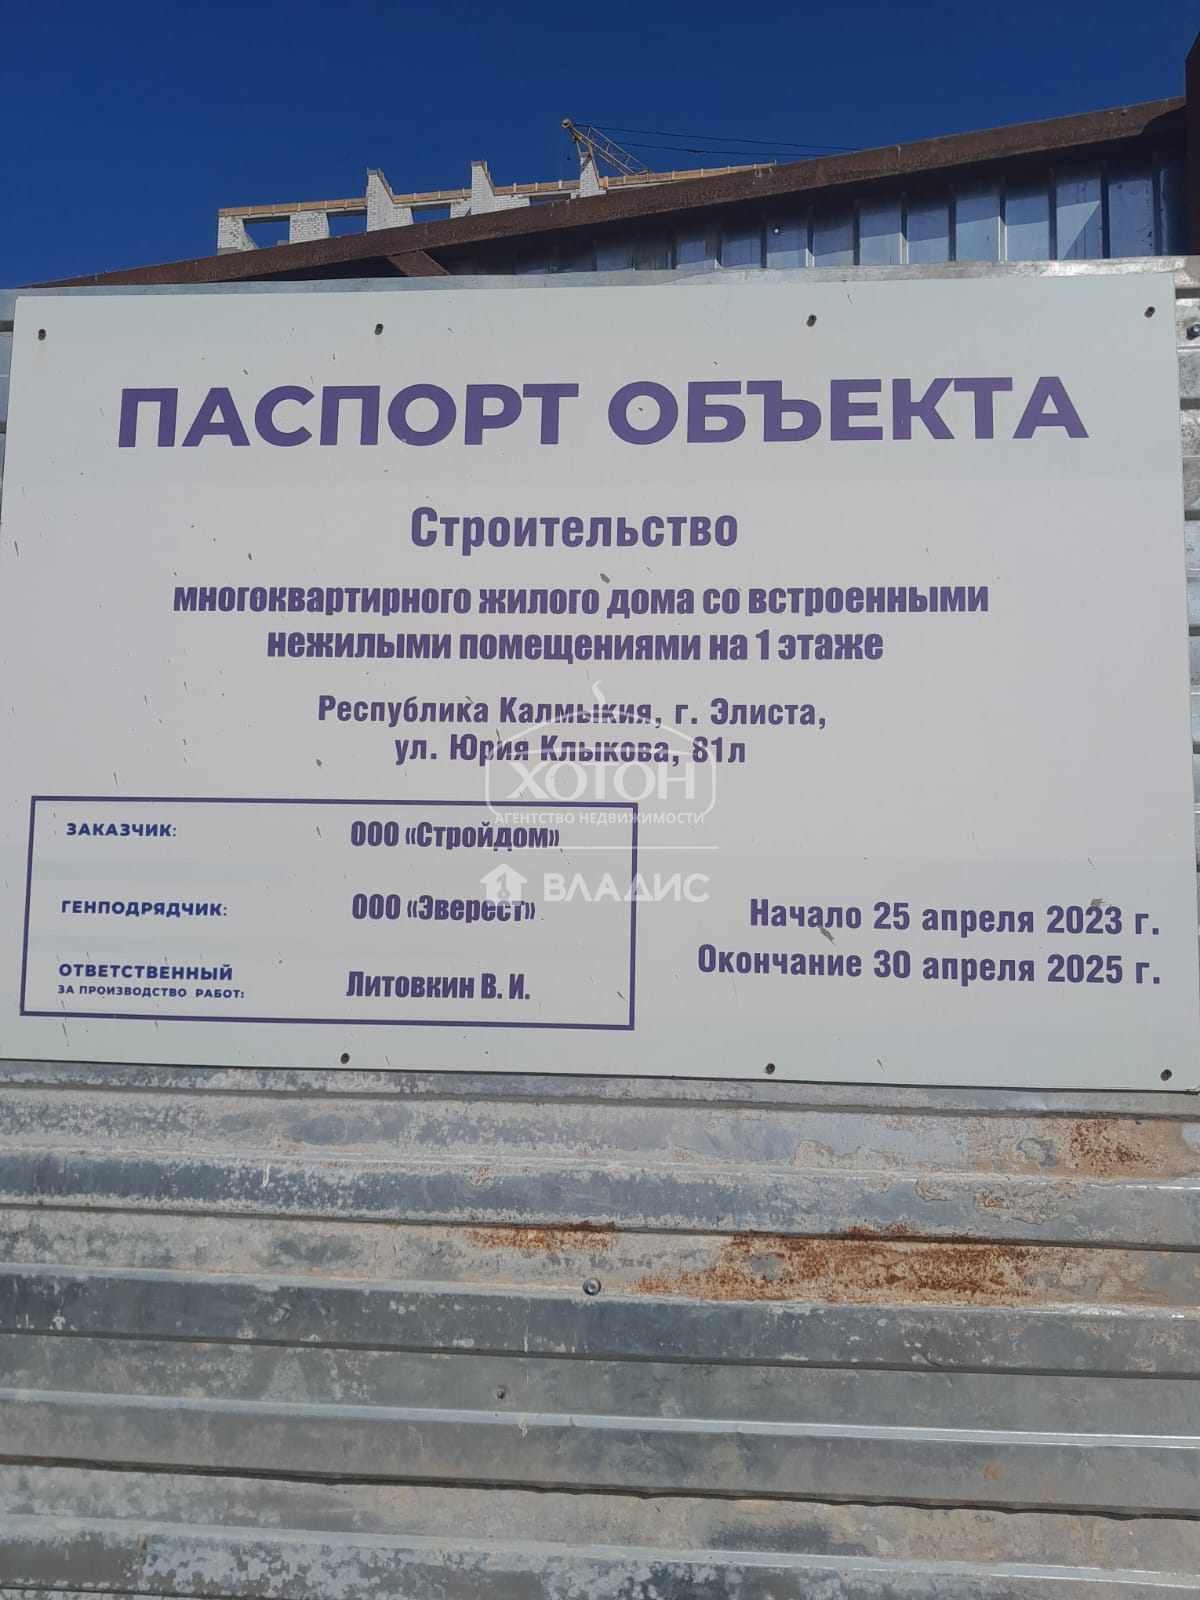 ПАСПОРТ ОБЪЕКТА
Строительство
многоквартирного жилого дома со встроенными
нежилыми помещениями на 1 этаже
Республика Калмыкия, г. Элиста,
ул. Юрия Клыкова, 81л
ХОТОН
АГЕНТСТВО НЕДВИЖИМОСТИ
ВЛАДИС
ЗАКАЗЧИК: ООО «Стройдом»
ГЕНПОДРЯДЧИК: ООО «Эверест»
ОТВЕТСТВЕННЫЙ
ЗА ПРОИЗВОДСТВО РАБОТ: Литовкин В. И.
Начало 25 апреля 2023 г.
Окончание 30 апреля 2025 г.